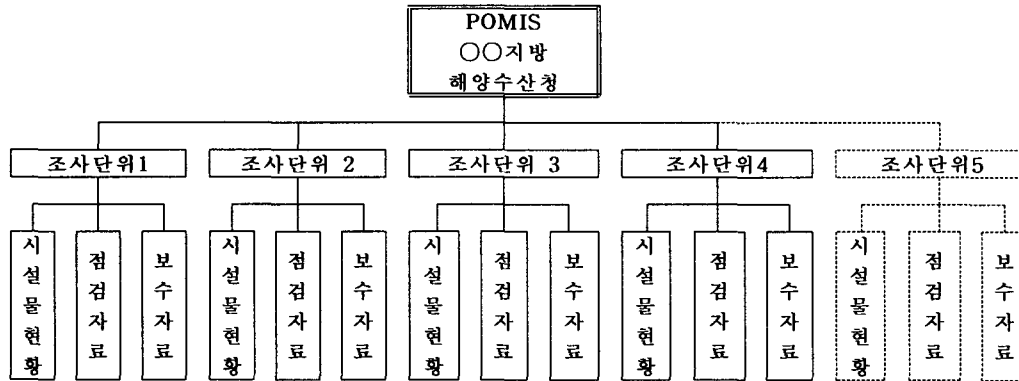 POMIS
○○지방
해양수산청
조사단위1
조사단위 2
조사단위 3
조사단위4
조사단위5
시설물현황
점검자료
보수자료
시설물현황
점검자료
보수자료
시설물현황
점검자료
보수자료
시설물현황
점검자료
보수자료
시설물현황
점검자료
보수자료